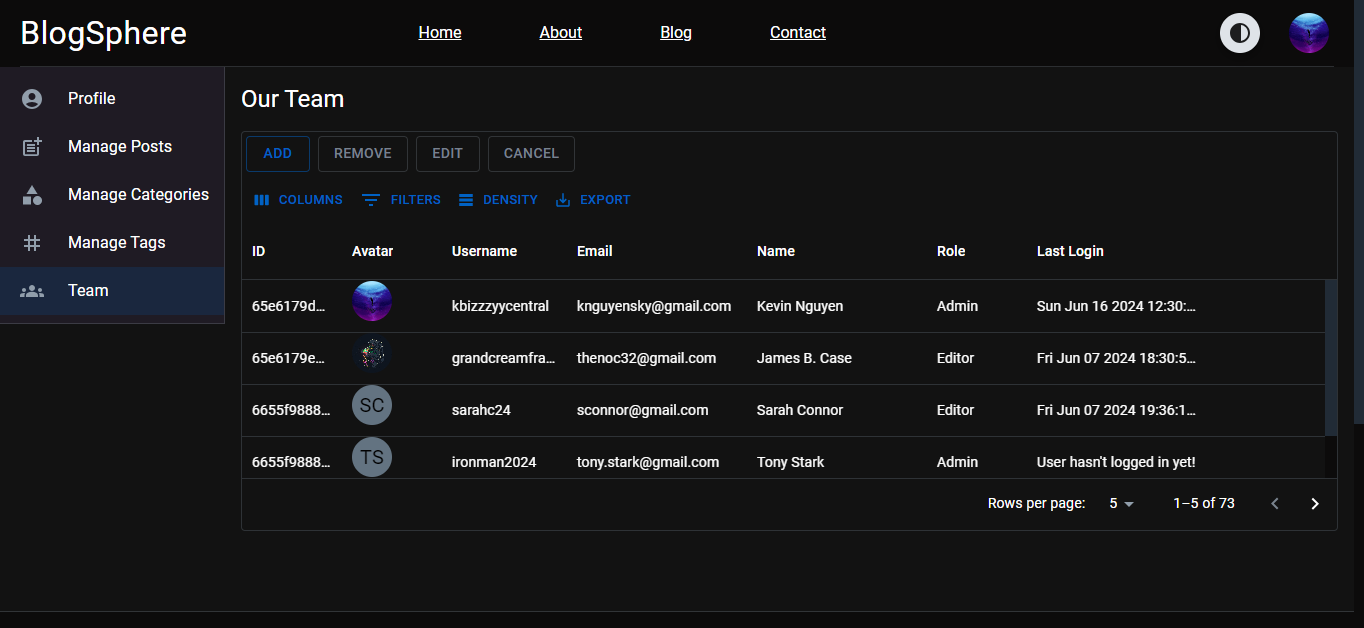 BlogSphere Home About Blog Contact
Profile
Manage Posts
Manage Categories
Manage Tags
Team
Our Team
ADD REMOVE EDIT CANCEL
COLUMNS FILTERS DENSITY EXPORT
ID Avatar Username Email Name Role Last Login
65e6179d... kbizzzyycentral knguyensky@gmail.com Kevin Nguyen Admin Sun Jun 16 2024 12:30:...
65e6179e... grandcreamfra... thenoc32@gmail.com James B. Case Editor Fri Jun 07 2024 18:30:5...
6655f9888... SC sarahc24 sconnor@gmail.com Sarah Connor Editor Fri Jun 07 2024 19:36:1...
6655f9888... TS ironman2024 tony.stark@gmail.com Tony Stark Admin User hasn't logged in yet!
Rows per page: 5 1–5 of 73